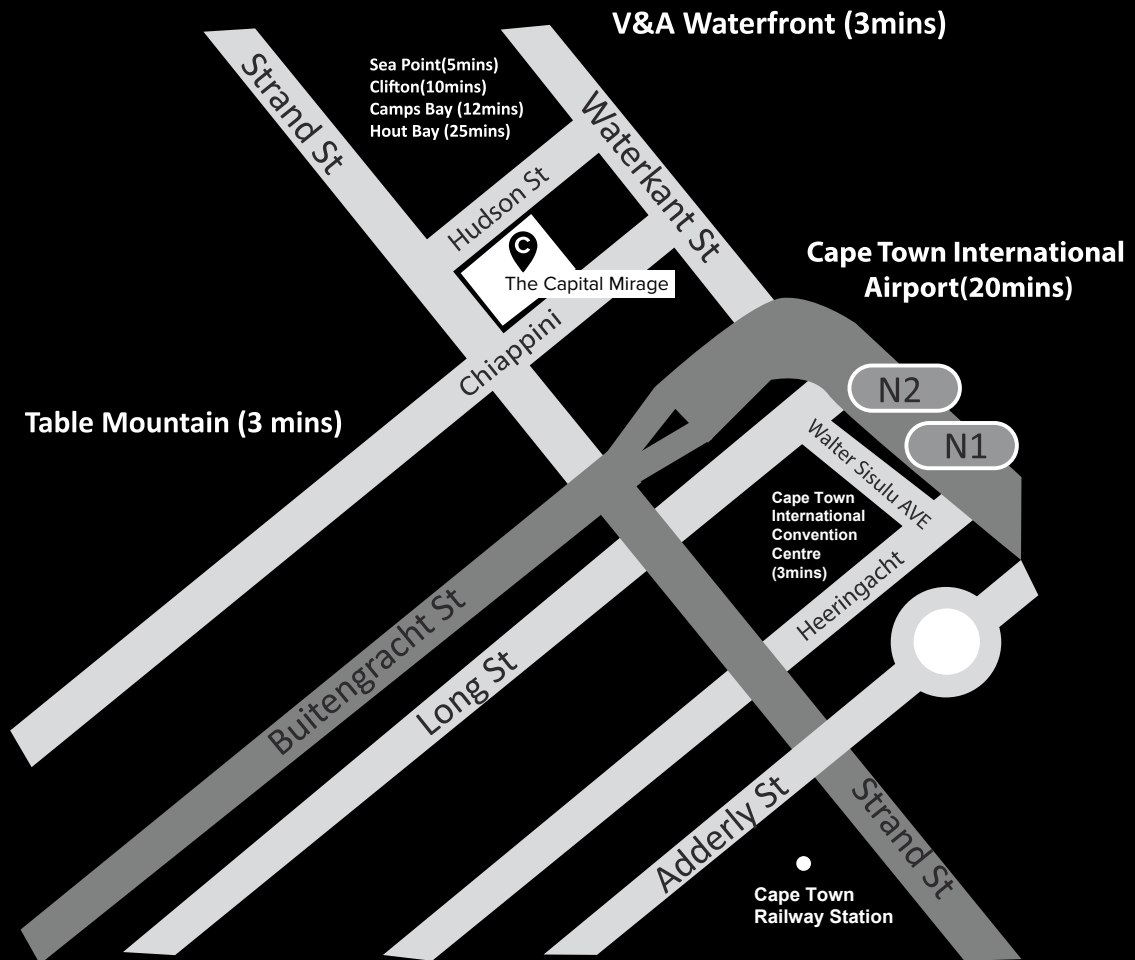 V&A Waterfront (3mins)
Sea Point(5mins)
Clifton(10mins)
Camps Bay (12mins)
Hout Bay (25mins)
Strand St
Waterkant St
Hudson St
C
The Capital Mirage
Cape Town International
Airport(20mins)
Chiappini
N2
N1
Table Mountain (3 mins)
Walter Sisulu AVE
Cape Town
International
Convention
Centre
(3mins)
Heeringacht
Buitengracht St
Long St
Adderly St
Strand St
Cape Town
Railway Station